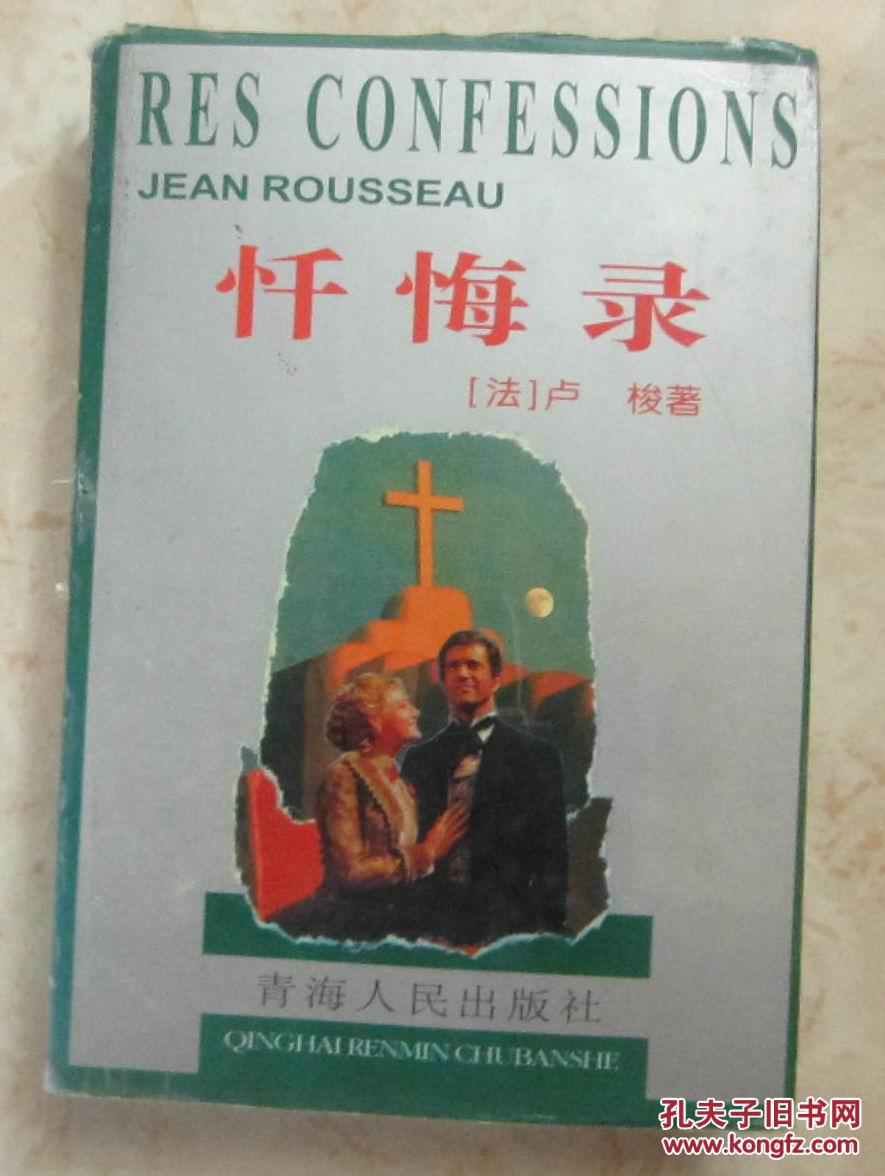 RES CONFESSIONS
JEAN ROUSSEAU
忏悔录
[法]卢 梭著
青海人民出版社
QINGHAI RENMIN CHUBANSHE
孔夫子旧书网
www.kongfz.com